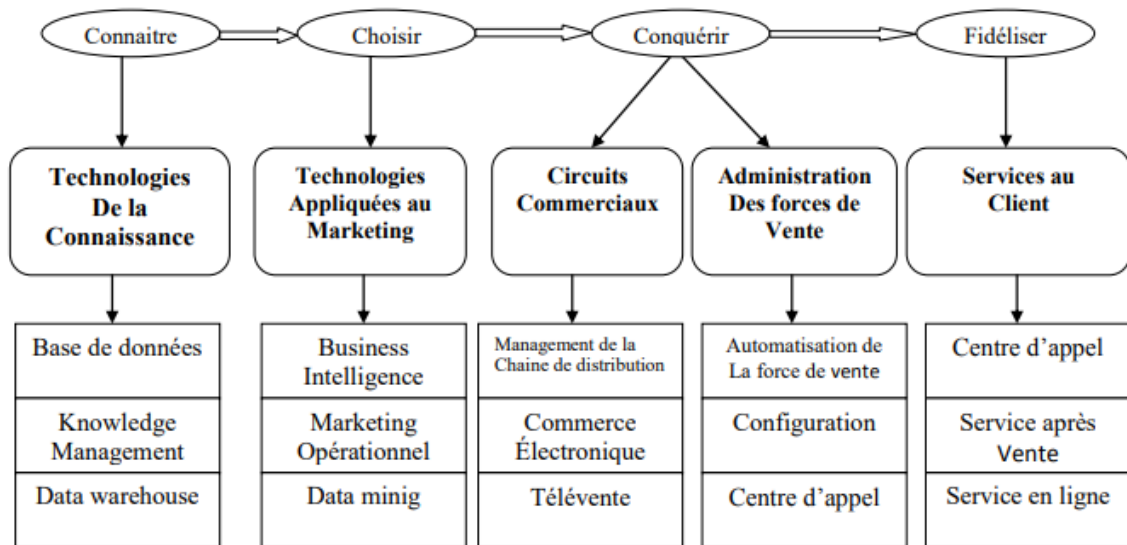 Connaitre
Choisir
Conquérir
Fidéliser
Technologies
De la
Connaissance
Technologies
Appliquées au
Marketing
Circuits
Commerciaux
Administration
Des forces de
Vente
Services au
Client
Base de données
Knowledge
Management
Data warehouse
Business
Intelligence
Marketing
Opérationnel
Data minig
Management de la
Chaine de distribution
Commerce
Électronique
Télévente
Automatisation de
La force de vente
Configuration
Centre d'appel
Centre d'appel
Service après
Vente
Service en ligne